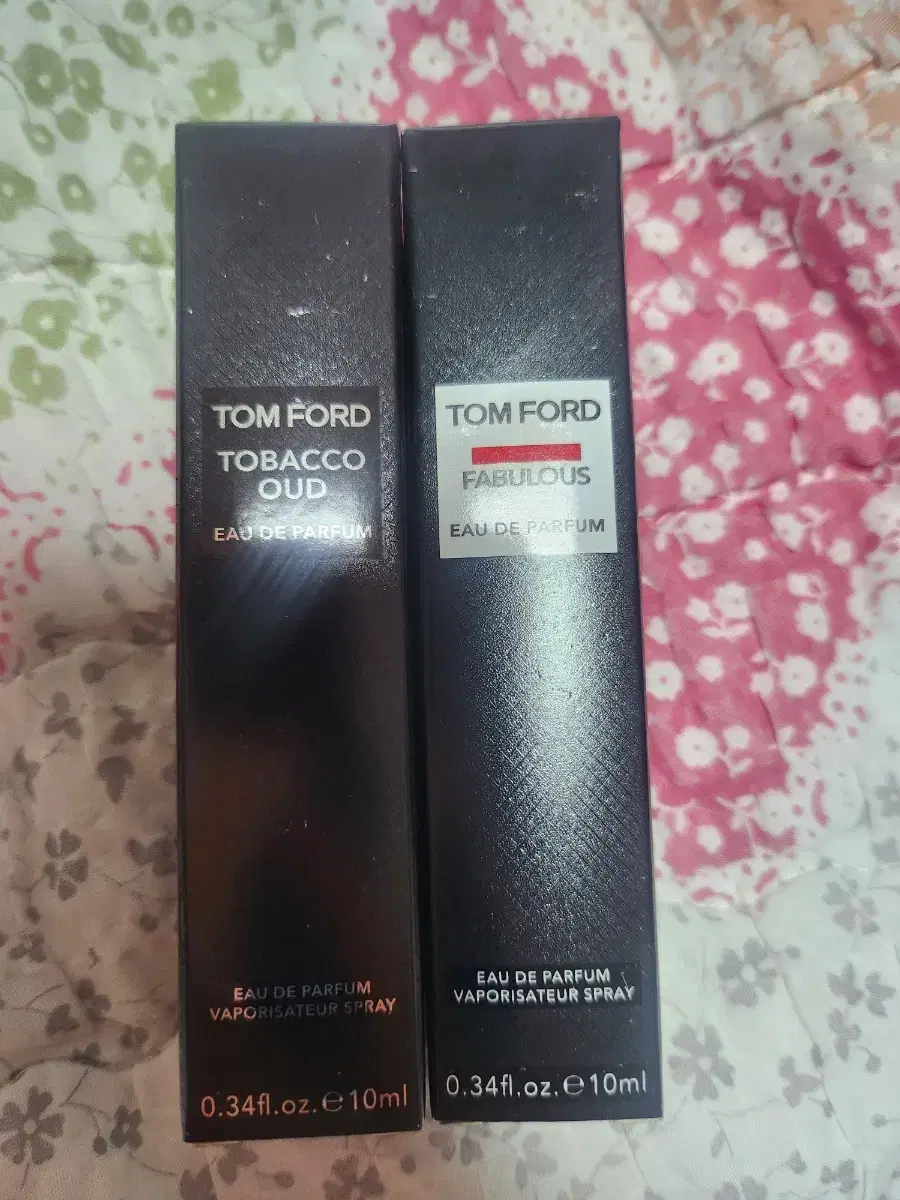 TOM FORD
TOBACCO
OUD
EAU DE PARFUM
EAU DE PARFUM
VAPORISATEUR SPRAY
0.34fl.oz.℮10ml
TOM FORD
FABULOUS
EAU DE PARFUM
EAU DE PARFUM
VAPORISATEUR SPRAY
0.34fl.oz.℮10ml